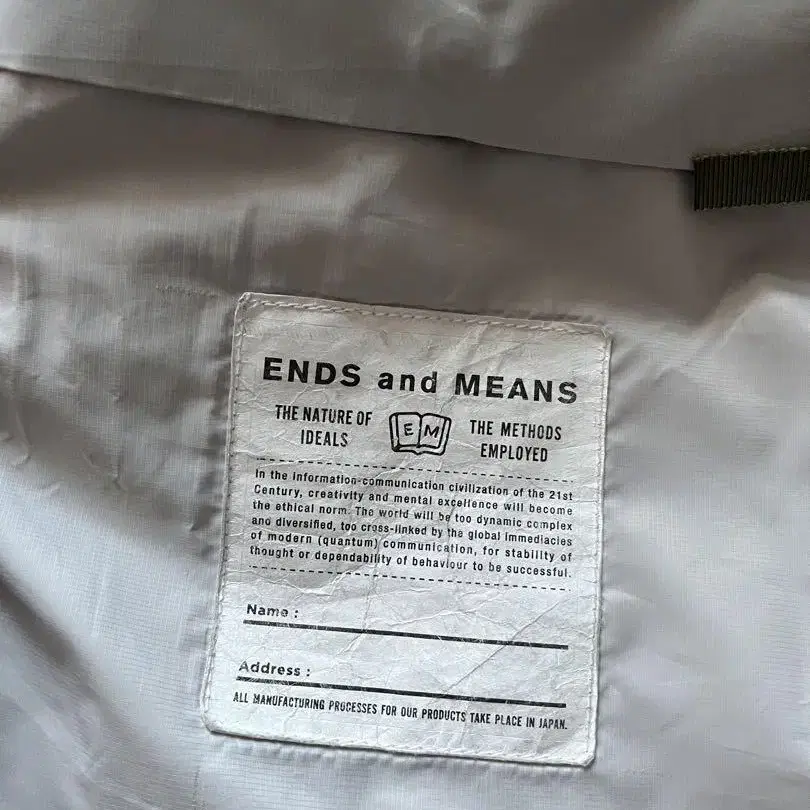 ENDS and MEANS
THE NATURE OF
IDEALS
EM
THE METHODS
EMPLOYED
In the Information-communication civilization of the 21st
Century, creativity and mental excellence will become
the ethical norm. The world will be too dynamic complex
and diversified, too cross-linked by the global immediacies
of modern (quantum) communication, for stability of
thought or dependability of behaviour to be successful.
Name :
Address :
ALL MANUFACTURING PROCESSES FOR OUR PRODUCTS TAKE PLACE IN JAPAN.